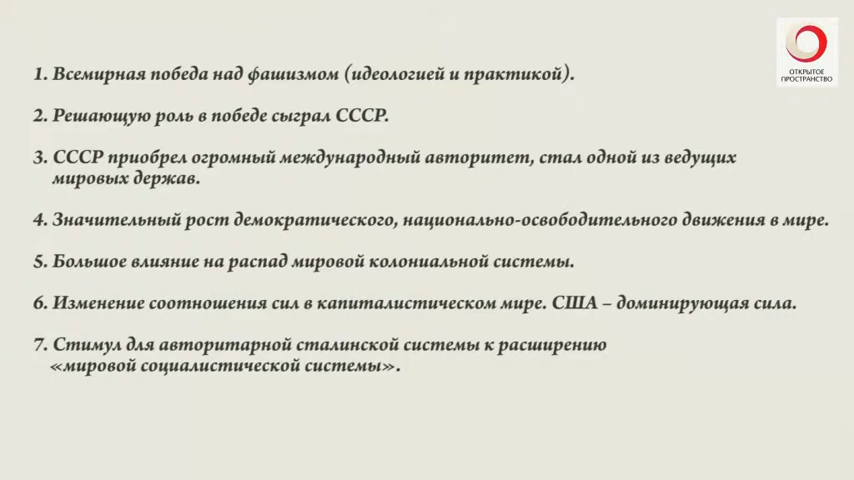 ОТКРЫТОЕ
ПРОСТРАНСТВО
1. Всемирная победа над фашизмом (идеологией и практикой).
2. Решающую роль в победе сыграл СССР.
3. СССР приобрел огромный международный авторитет, стал одной из ведущих
мировых держав.
4. Значительный рост демократического, национально-освободительного движения в мире.
5. Большое влияние на распад мировой колониальной системы.
6. Изменение соотношения сил в капиталистическом мире. США – доминирующая сила.
7. Стимул для авторитарной сталинской системы к расширению
«мировой социалистической системы».